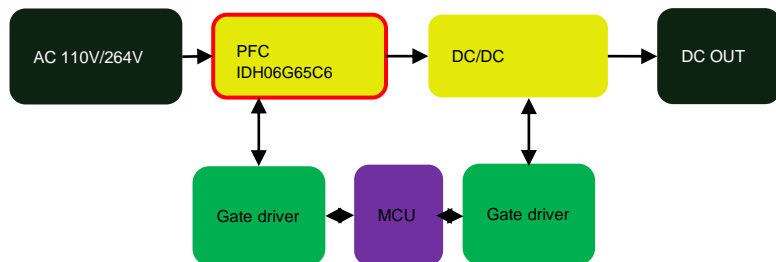 AC 110V/264V
PFC
IDH06G65C6
DC/DC
DC OUT
Gate driver
MCU
Gate driver